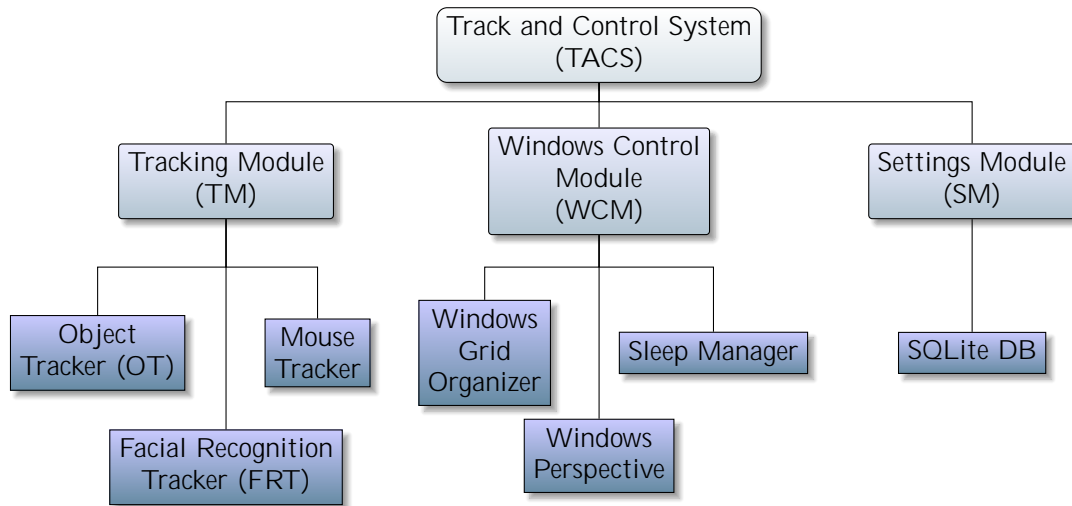 Track and Control System
(TACS)
Tracking Module
(TM)
Windows Control
Module
(WCM)
Settings Module
(SM)
Object
Tracker (OT)
Mouse
Tracker
Facial Recognition
Tracker (FRT)
Windows
Grid
Organizer
Sleep Manager
Windows
Perspective
SQLite DB